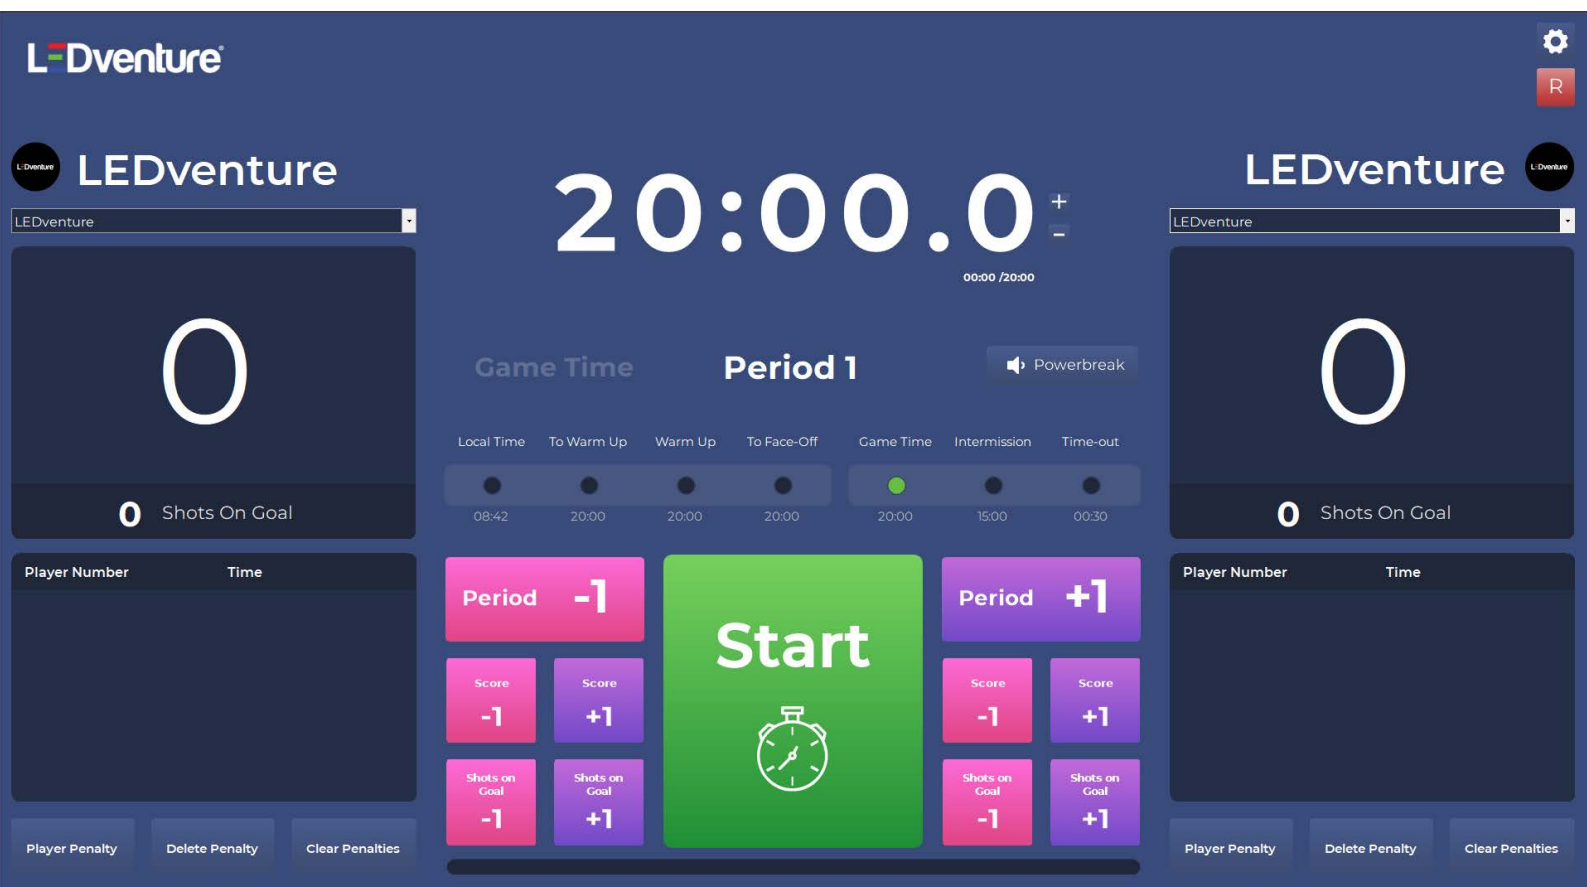 LEDventure®
R
LEDventure LEDventure
LEDventure LEDventure
LEDventure LEDventure
20:00.0
+
-
00:00 /20:00
0
0
Game Time Period 1 Powerbreak
Local Time To Warm Up Warm Up To Face-Off Game Time Intermission Time-out
08:42 20:00 20:00 20:00 20:00 15:00 00:30
0 Shots On Goal
0 Shots On Goal
Player Number Time
Player Number Time
Period -1
Start
Period +1
Score
-1
Score
+1
Score
-1
Score
+1
Shots on
Goal
-1
Shots on
Goal
+1
Shots on
Goal
-1
Shots on
Goal
+1
Player Penalty Delete Penalty Clear Penalties
Player Penalty Delete Penalty Clear Penalties